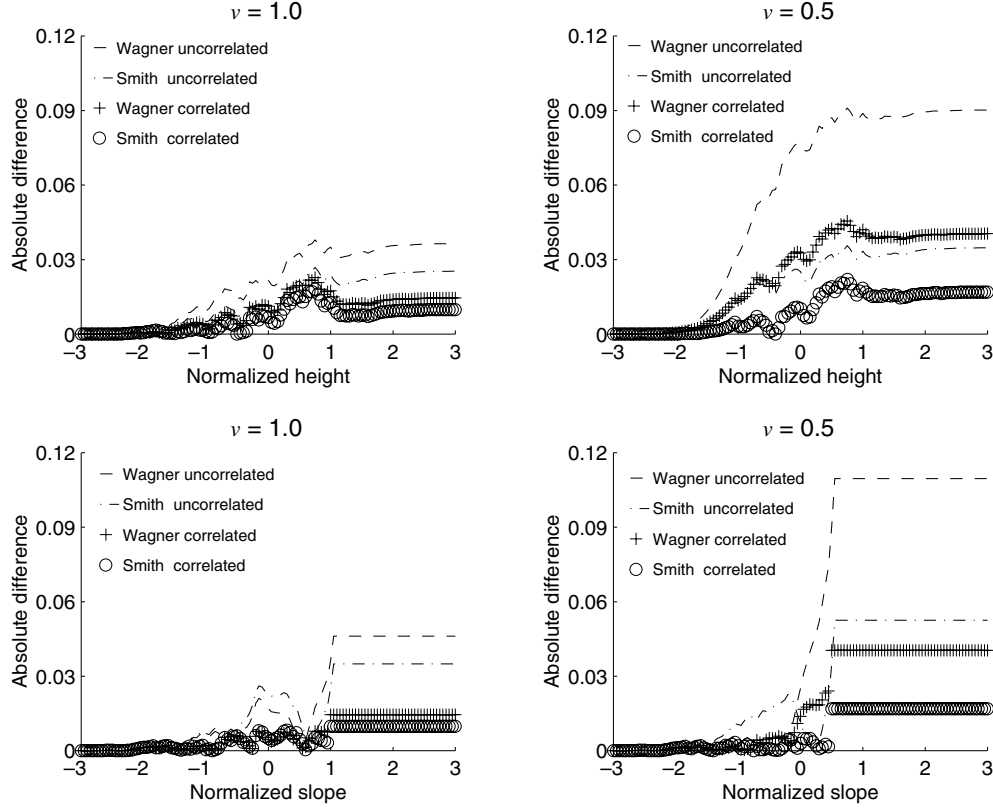 v = 1.0
0.12
0.09
0.06
0.03
0
Absolute difference
Wagner uncorrelated
Smith uncorrelated
Wagner correlated
Smith correlated
−3
−2
−1
0
1
2
3
Normalized height
v = 0.5
0.12
0.09
0.06
0.03
0
Absolute difference
Wagner uncorrelated
Smith uncorrelated
Wagner correlated
Smith correlated
−3
−2
−1
0
1
2
3
Normalized height
v = 1.0
0.12
0.09
0.06
0.03
0
Absolute difference
Wagner uncorrelated
Smith uncorrelated
Wagner correlated
Smith correlated
−3
−2
−1
0
1
2
3
Normalized slope
v = 0.5
0.12
0.09
0.06
0.03
0
Absolute difference
Wagner uncorrelated
Smith uncorrelated
Wagner correlated
Smith correlated
−3
−2
−1
0
1
2
3
Normalized slope